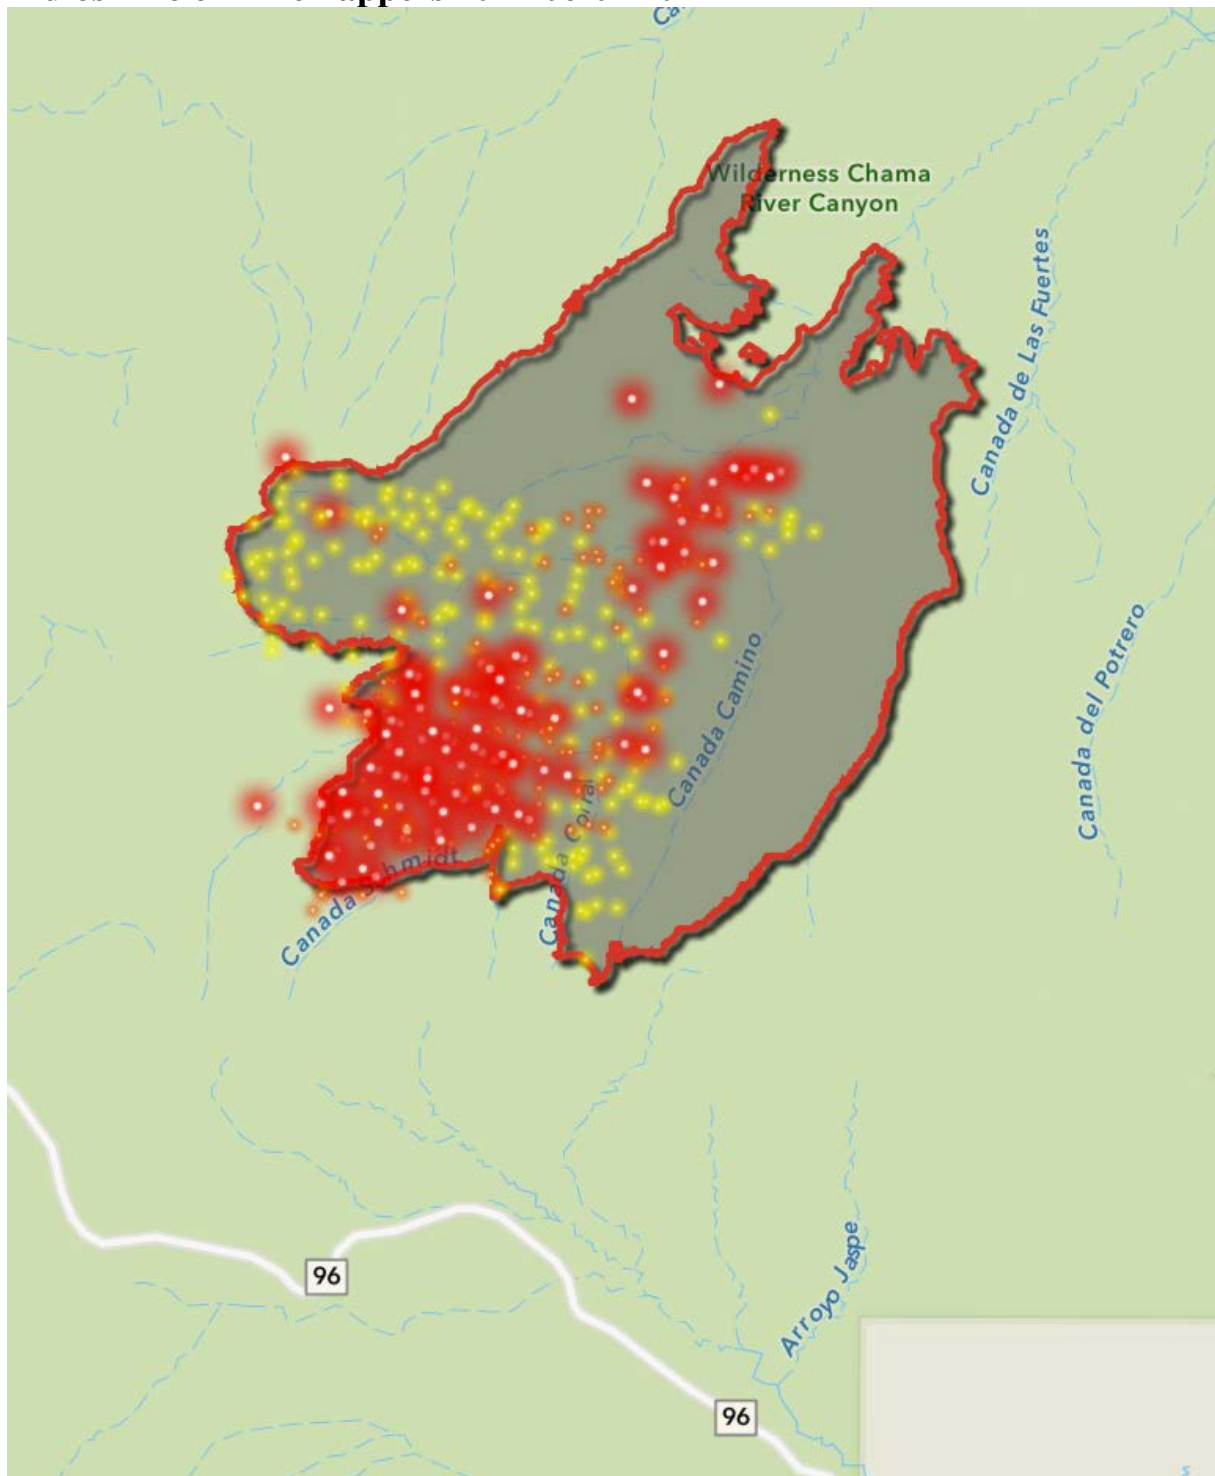 Wilderness Chama
River Canyon
Canada de Las Fuertes
Canada del Potrero
Canada Camino
Canada Corral
Canada Schmidt
96
Arroyo Jaspe
96